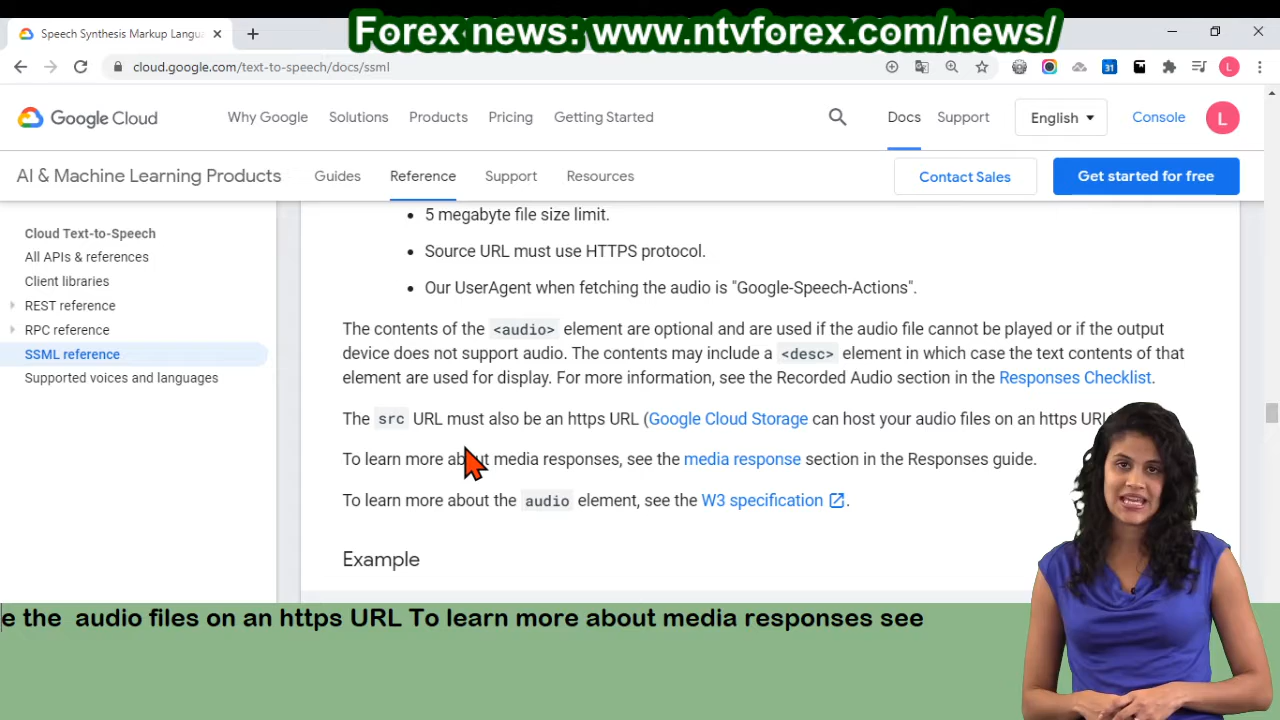 Forex news: www.ntvforex.com/news/
Speech Synthesis Markup Langu
cloud.google.com/text-to-speech/docs/ssml
31
L
Google Cloud
Why Google
Solutions
Products
Pricing
Getting Started
Docs
Support
English
Console
L
AI & Machine Learning Products
Guides
Reference
Support
Resources
Contact Sales
Get started for free
Cloud Text-to-Speech
All APIs & references
Client libraries
REST reference
RPC reference
SSML reference
Supported voices and languages
• 5 megabyte file size limit.
• Source URL must use HTTPS protocol.
• Our UserAgent when fetching the audio is "Google-Speech-Actions".
The contents of the <audio> element are optional and are used if the audio file cannot be played or if the output
device does not support audio. The contents may include a <desc> element in which case the text contents of that
element are used for display. For more information, see the Recorded Audio section in the Responses Checklist.
The src URL must also be an https URL (Google Cloud Storage can host your audio files on an https URL)
To learn more about media responses, see the media response section in the Responses guide.
To learn more about the audio element, see the W3 specification.
Example
e the audio files on an https URL To learn more about media responses see